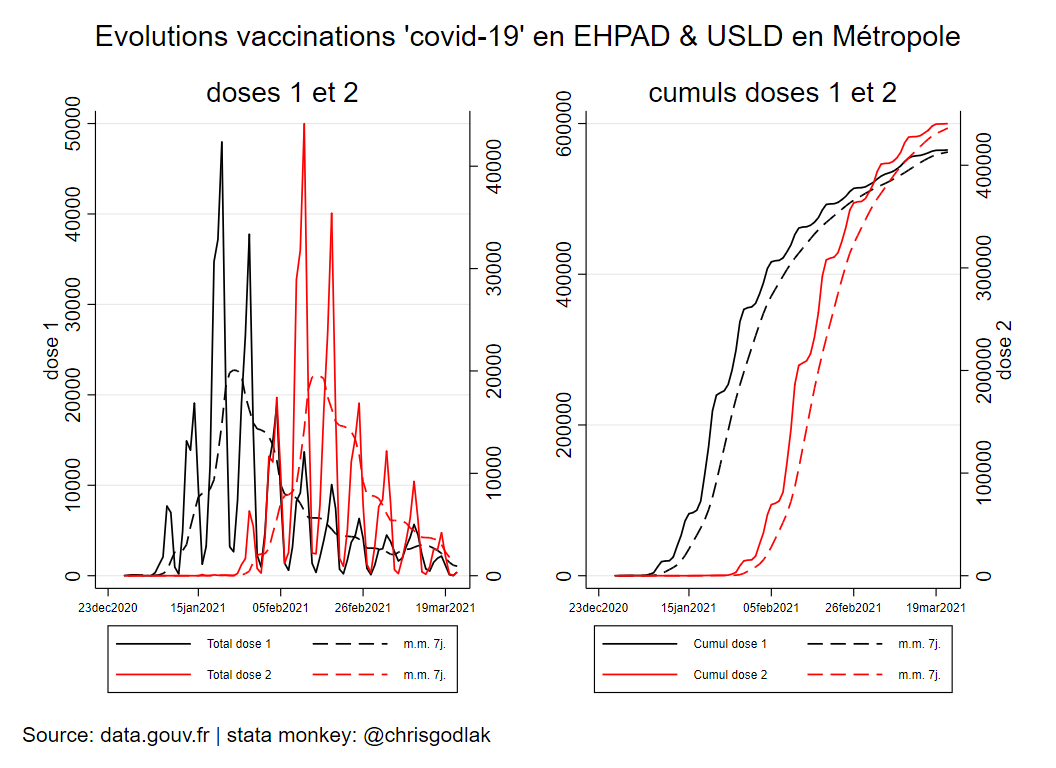 Evolutions vaccinations 'covid-19' en EHPAD & USLD en Métropole
doses 1 et 2
dose 1
50000
40000
30000
20000
10000
0
40000
30000
20000
10000
0
23dec2020 15jan2021 05feb2021 26feb2021 19mar2021
Total dose 1 m.m. 7j.
Total dose 2 m.m. 7j.
cumuls doses 1 et 2
600000
400000
200000
0
400000
300000
200000
100000
0
dose 2
23dec2020 15jan2021 05feb2021 26feb2021 19mar2021
Cumul dose 1 m.m. 7j.
Cumul dose 2 m.m. 7j.
Source: data.gouv.fr | stata monkey: @chrisgodlak